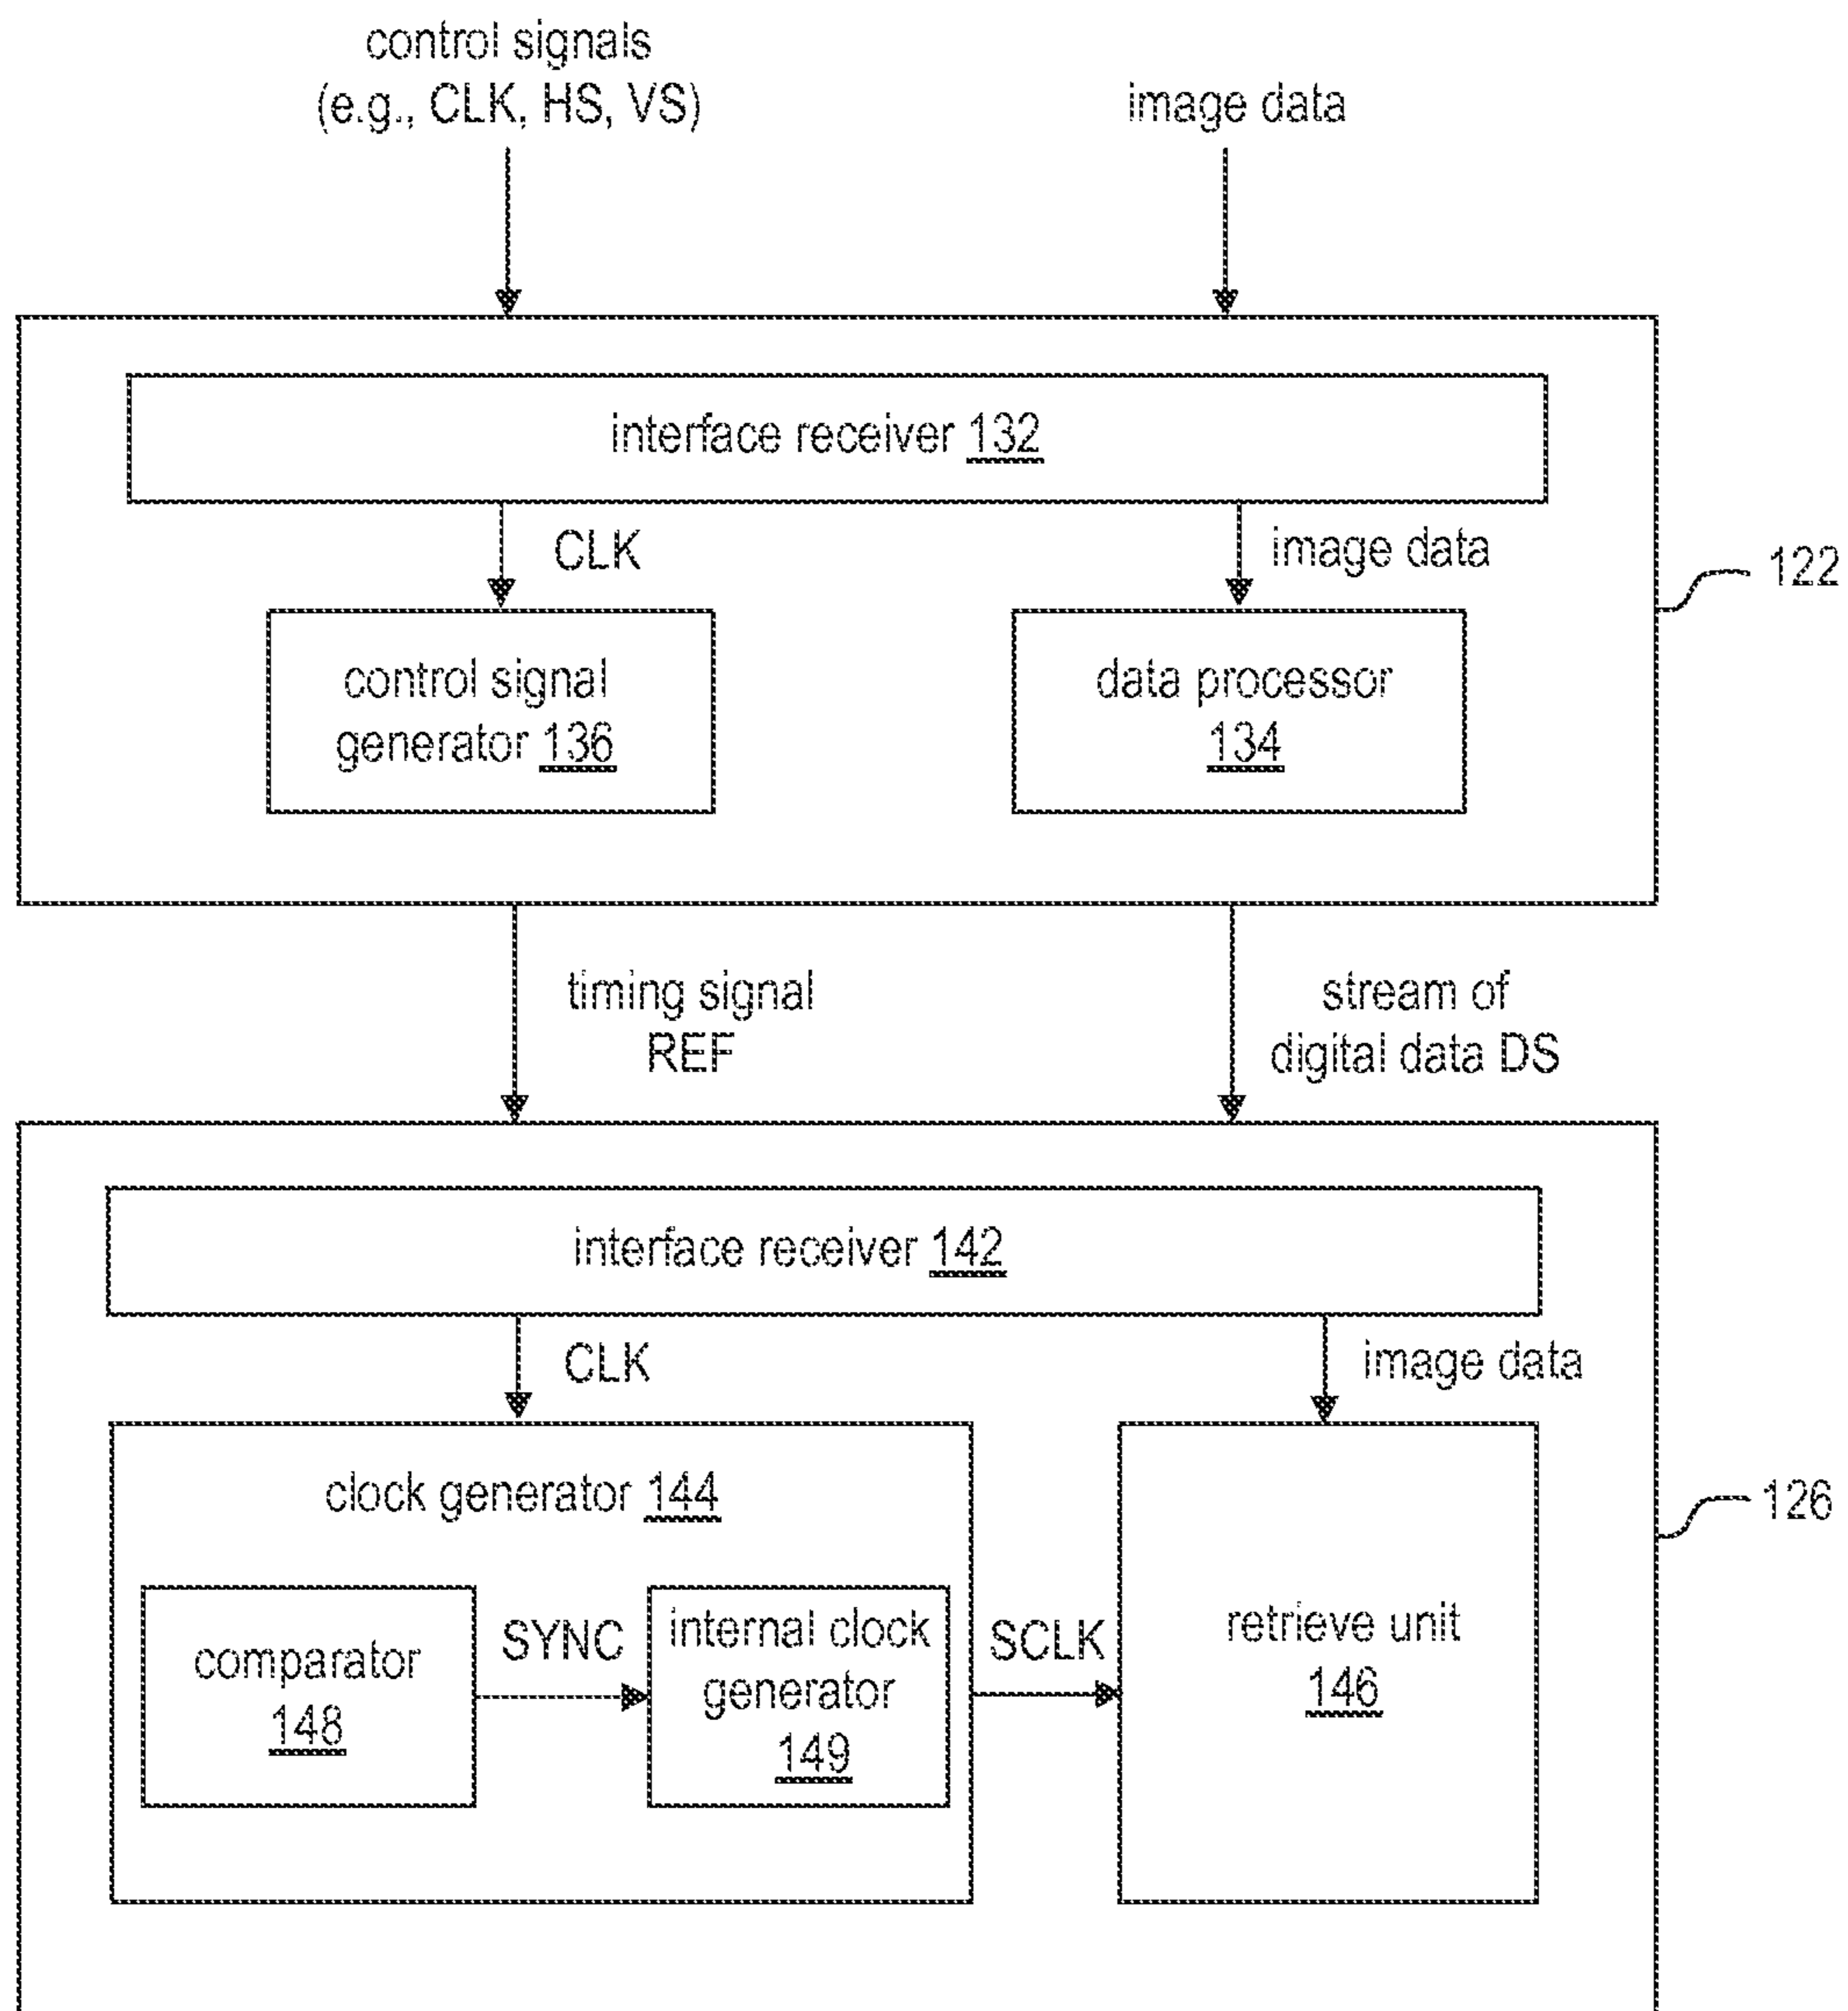 control signals
(e.g., CLK, HS, VS)
image data
interface receiver 132
CLK
image data
122
control signal
generator 136
data processor
134
timing signal
REF
stream of
digital data DS
interface receiver 142
CLK
image data
clock generator 144
126
comparator
148
SYNC
internal clock
generator
149
SCLK
retrieve unit
146